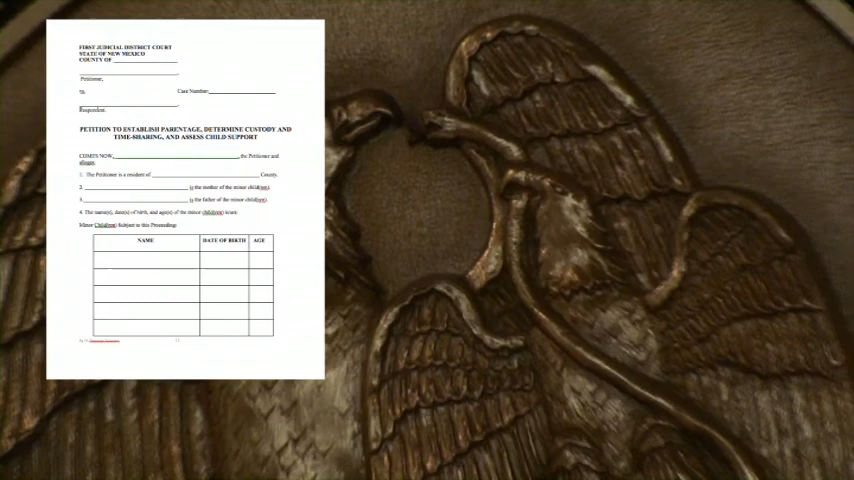 FIRST JUDICIAL DISTRICT COURT
STATE OF NEW MEXICO
COUNTY OF
Petitioner,
vs. Case Number:
Respondent.
PETITION TO ESTABLISH PARENTAGE, DETERMINE CUSTODY AND
TIME-SHARING, AND ASSESS CHILD SUPPORT
COMES NOW, the Petitioner and
alleges:
1. The Petitioner is a resident of County.
2. is the mother of the minor child(ren).
3. is the father of the minor child(ren).
4. The name(s), date(s) of birth, and age(s) of the minor child(ren) is/are:
Minor Child(ren) Subject to this Proceeding:
NAME DATE OF BIRTH AGE